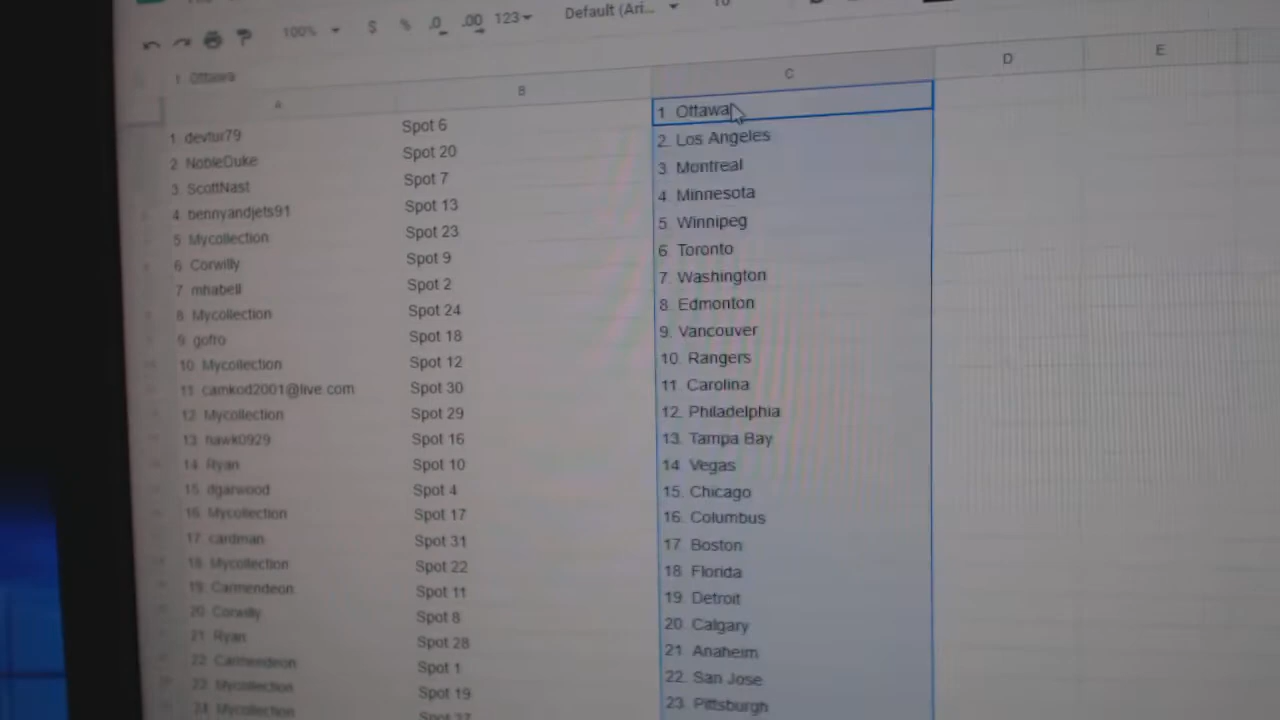 100% $ % .0 .00 123 Default (Ari... 10
1 Ottawa
A B C D E
1 devtur79 Spot 6 1 Ottawa
2 NobleDuke Spot 20 2. Los Angeles
3 ScottNast Spot 7 3 Montreal
4 bennyandjets91 Spot 13 4 Minnesota
5 Mycollection Spot 23 5 Winnipeg
6 Corwilly Spot 9 6 Toronto
7 mhabell Spot 2 7 Washington
8 Mycollection Spot 24 8 Edmonton
9 gofro Spot 18 9. Vancouver
10 Mycollection Spot 12 10. Rangers
11 camkod2001@live.com Spot 30 11. Carolina
12 Mycollection Spot 29 12. Philadelphia
13 hawk0929 Spot 16 13. Tampa Bay
14 Ryan Spot 10 14 Vegas
15 dgarwood Spot 4 15. Chicago
16 Mycollection Spot 17 16. Columbus
17 cardman Spot 31 17 Boston
18 Mycollection Spot 22 18 Florida
19 Carmendeon Spot 11 19 Detroit
20 Corwilly Spot 8 20 Calgary
21 Ryan Spot 28 21 Anaheim
22 Carmendeon Spot 1 22. San Jose
23 Mycollection Spot 19 23. Pittsburgh
24 Mycollection